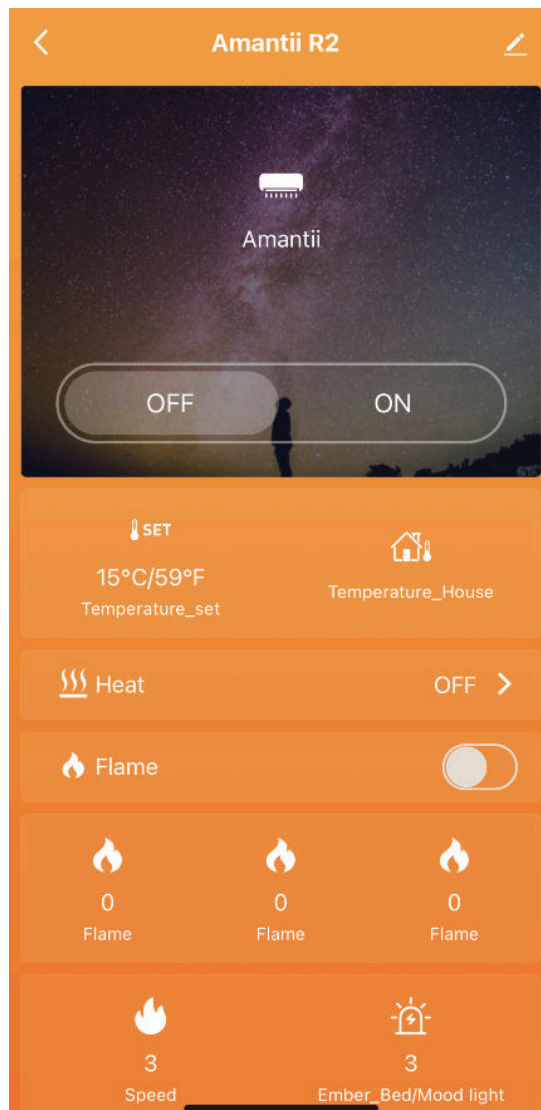 Amantii R2
Amantii
OFF ON
SET
15°C/59°F
Temperature_set
Temperature_House
Heat OFF
Flame
0 0 0
Flame Flame Flame
3 3
Speed Ember_Bed/Mood light